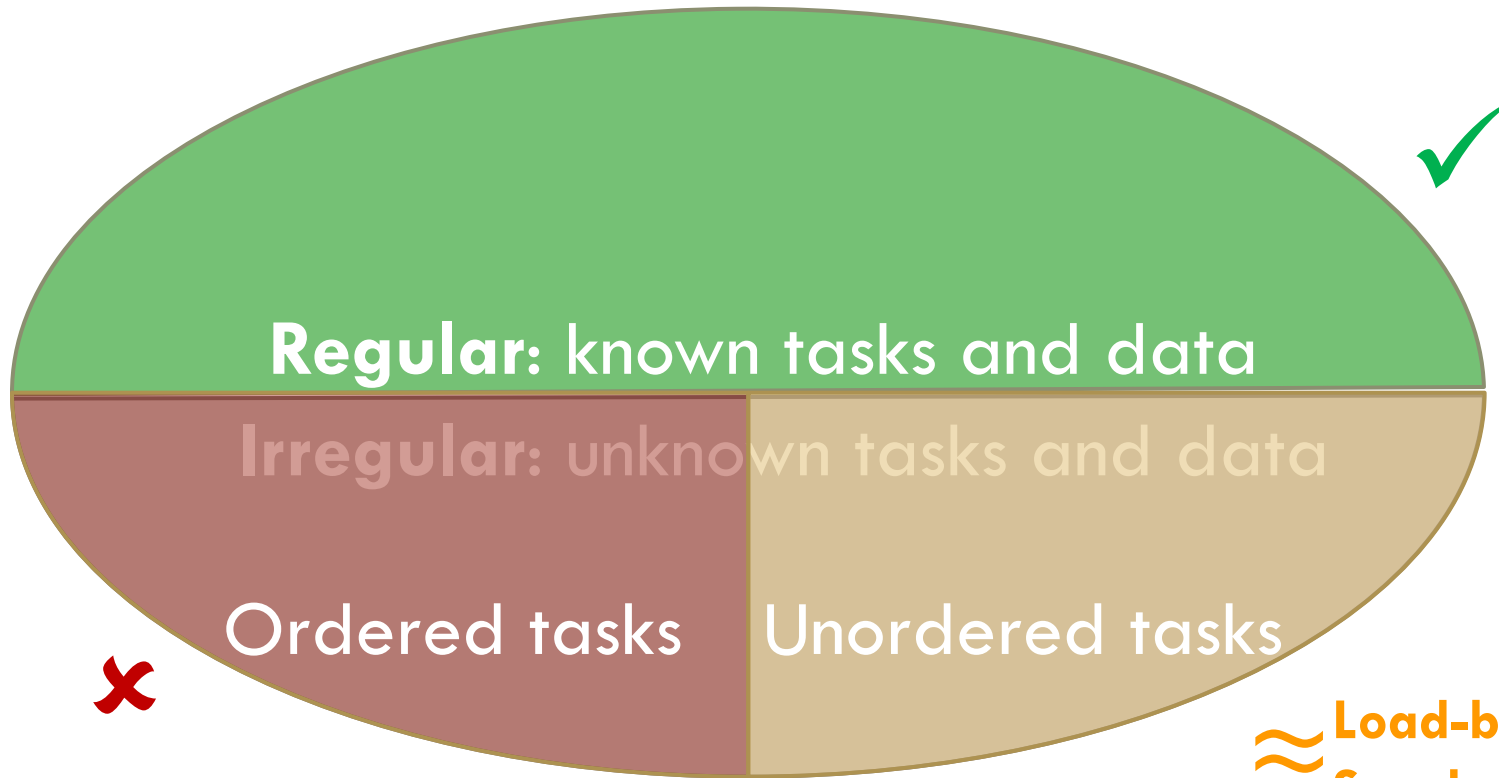 Regular: known tasks and data
Irregular: unknown tasks and data
Ordered tasks
Unordered tasks
Load-b